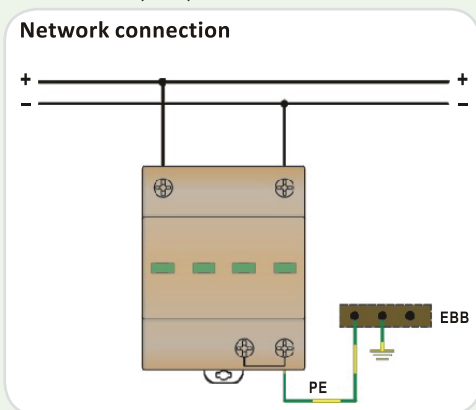 Network connection
+ +
− −
EBB
PE